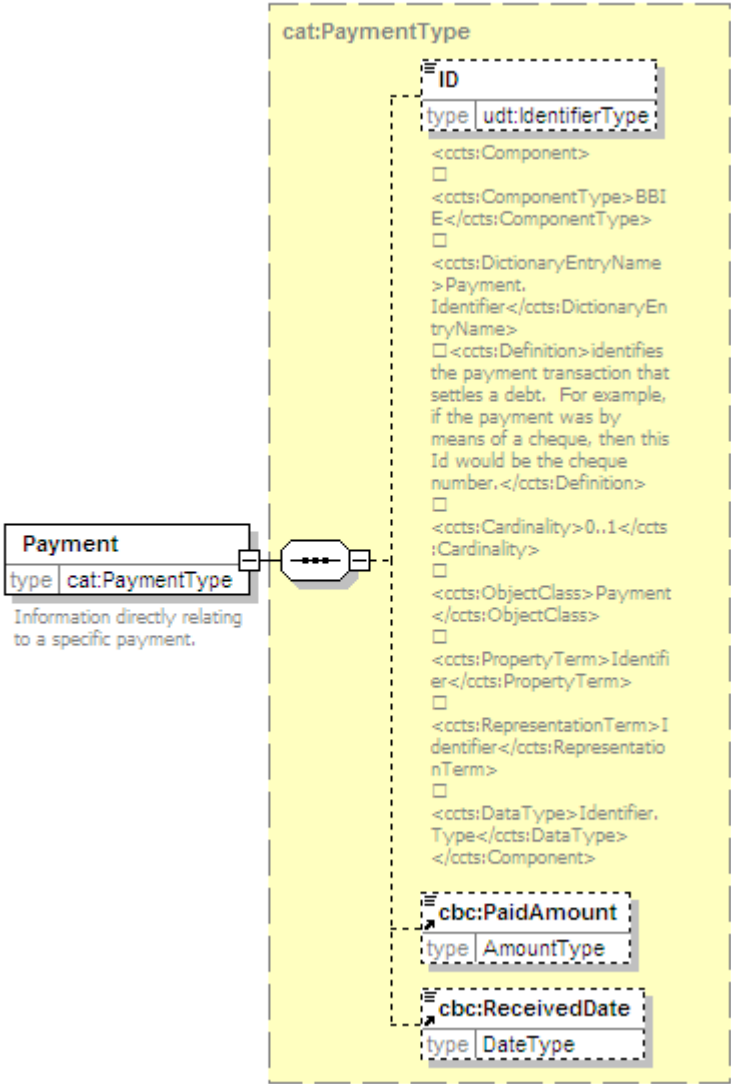 cat:PaymentType
ID
type udt:IdentifierType
<ccts:Component>
□
<ccts:ComponentType>BBI
E</ccts:ComponentType>
□
<ccts:DictionaryEntryName
>Payment.
Identifier</ccts:DictionaryEn
tryName>
□<ccts:Definition>identifies
the payment transaction that
settles a debt.  For example,
if the payment was by
means of a cheque, then this
Id would be the cheque
number.</ccts:Definition>
□
<ccts:Cardinality>0..1</ccts
:Cardinality>
□
<ccts:ObjectClass>Payment
</ccts:ObjectClass>
□
<ccts:PropertyTerm>Identifi
er</ccts:PropertyTerm>
□
<ccts:RepresentationTerm>I
dentifier</ccts:Representatio
nTerm>
□
<ccts:DataType>Identifier.
Type</ccts:DataType>
</ccts:Component>
Payment
type cat:PaymentType
Information directly relating
to a specific payment.
cbc:PaidAmount
type AmountType
cbc:ReceivedDate
type DateType